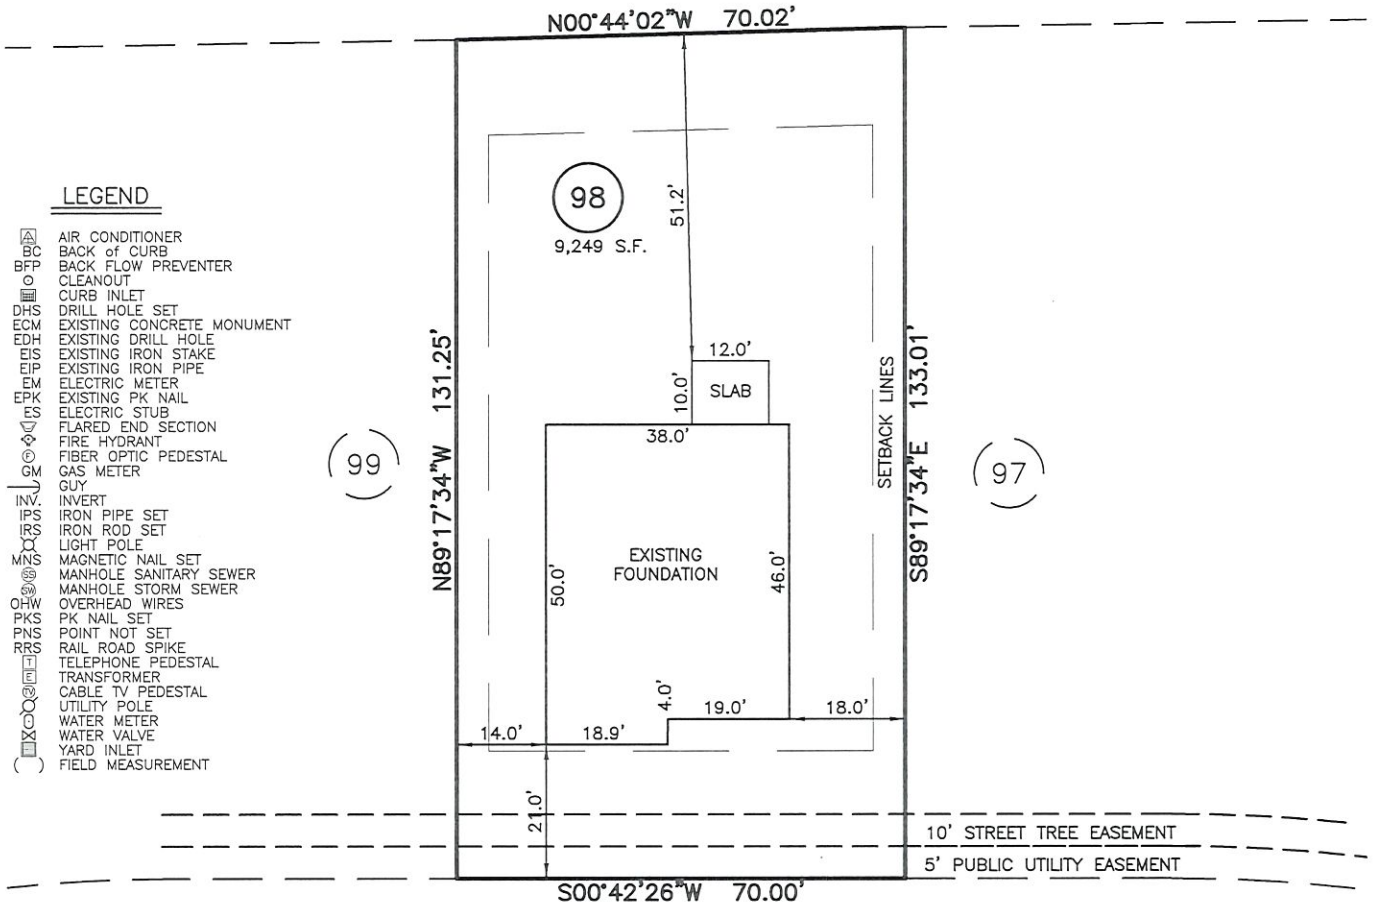 N00°44'02"W 70.02'
LEGEND
AIR CONDITIONER
BC BACK of CURB
BFP BACK FLOW PREVENTER
CLEANOUT
CURB INLET
DHS DRILL HOLE SET
ECM EXISTING CONCRETE MONUMENT
EDH EXISTING DRILL HOLE
EIS EXISTING IRON STAKE
EIP EXISTING IRON PIPE
EM ELECTRIC METER
EPK EXISTING PK NAIL
ES ELECTRIC STUB
FLARED END SECTION
FIRE HYDRANT
F FIBER OPTIC PEDESTAL
GM GAS METER
GUY
INV. INVERT
IPS IRON PIPE SET
IRS IRON ROD SET
LIGHT POLE
MNS MAGNETIC NAIL SET
SS MANHOLE SANITARY SEWER
SW MANHOLE STORM SEWER
OHW OVERHEAD WIRES
PKS PK NAIL SET
PNS POINT NOT SET
RRS RAIL ROAD SPIKE
T TELEPHONE PEDESTAL
E TRANSFORMER
TV CABLE TV PEDESTAL
UTILITY POLE
WATER METER
WATER VALVE
YARD INLET
( ) FIELD MEASUREMENT
98
9,249 S.F.
51.2'
N89°17'34"W 131.25'
99
12.0'
10.0'
SLAB
38.0'
EXISTING
FOUNDATION
50.0'
46.0'
4.0'
19.0'
18.0'
14.0'
18.9'
21.0'
SETBACK LINES
S89°17'34"E 133.01'
97
10' STREET TREE EASEMENT
5' PUBLIC UTILITY EASEMENT
S00°42'26"W 70.00'